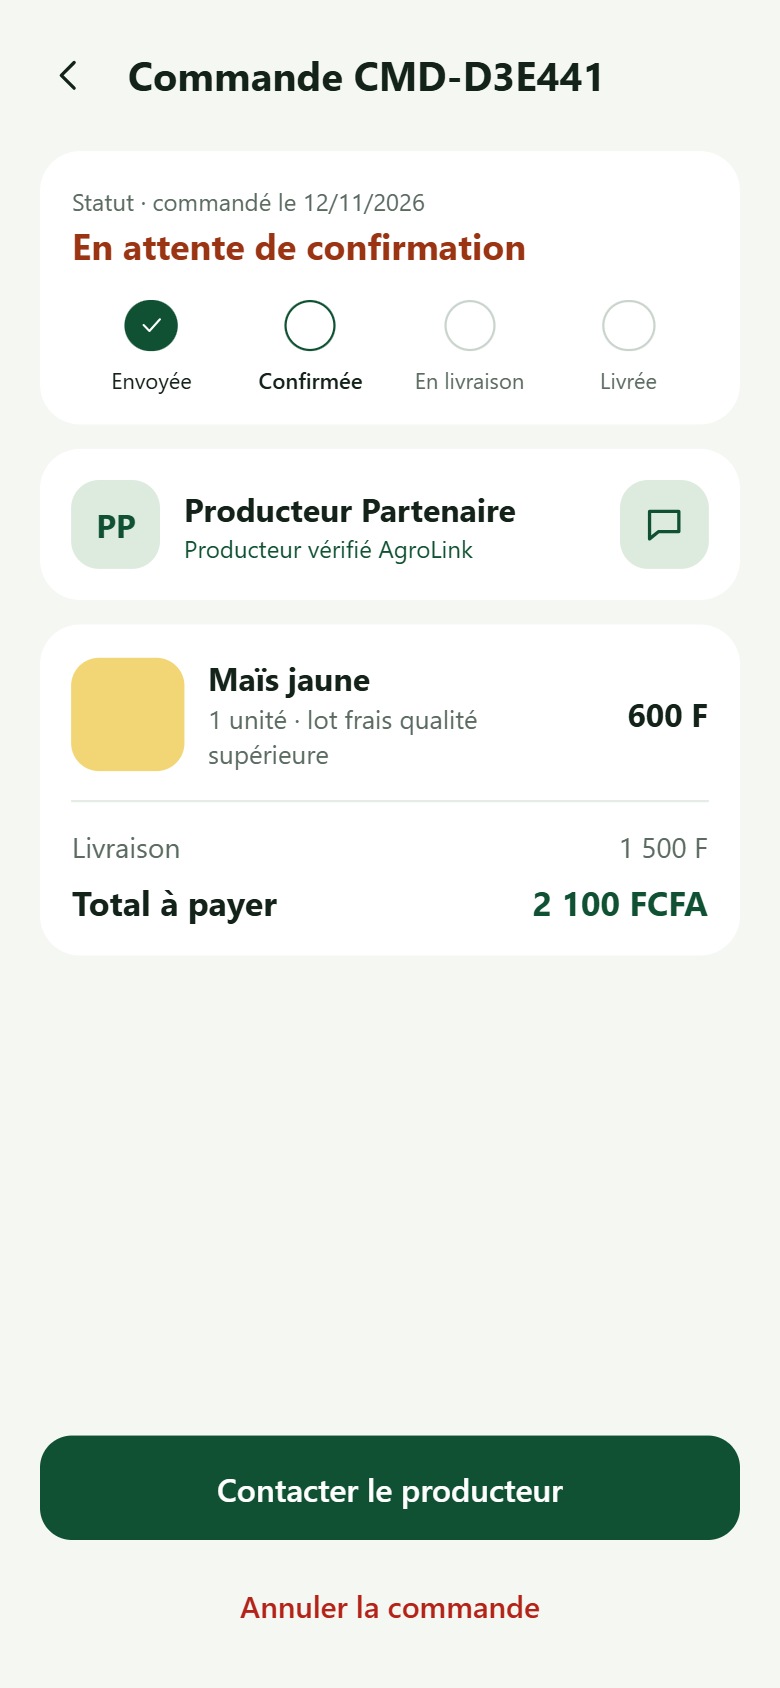 Commande CMD-D3E441
Statut · commandé le 12/11/2026
En attente de confirmation
Envoyée
Confirmée
En livraison
Livrée
PP
Producteur Partenaire
Producteur vérifié AgroLink
Maïs jaune
1 unité · lot frais qualité
supérieure
600 F
Livraison
1 500 F
Total à payer
2 100 FCFA
Contacter le producteur
Annuler la commande